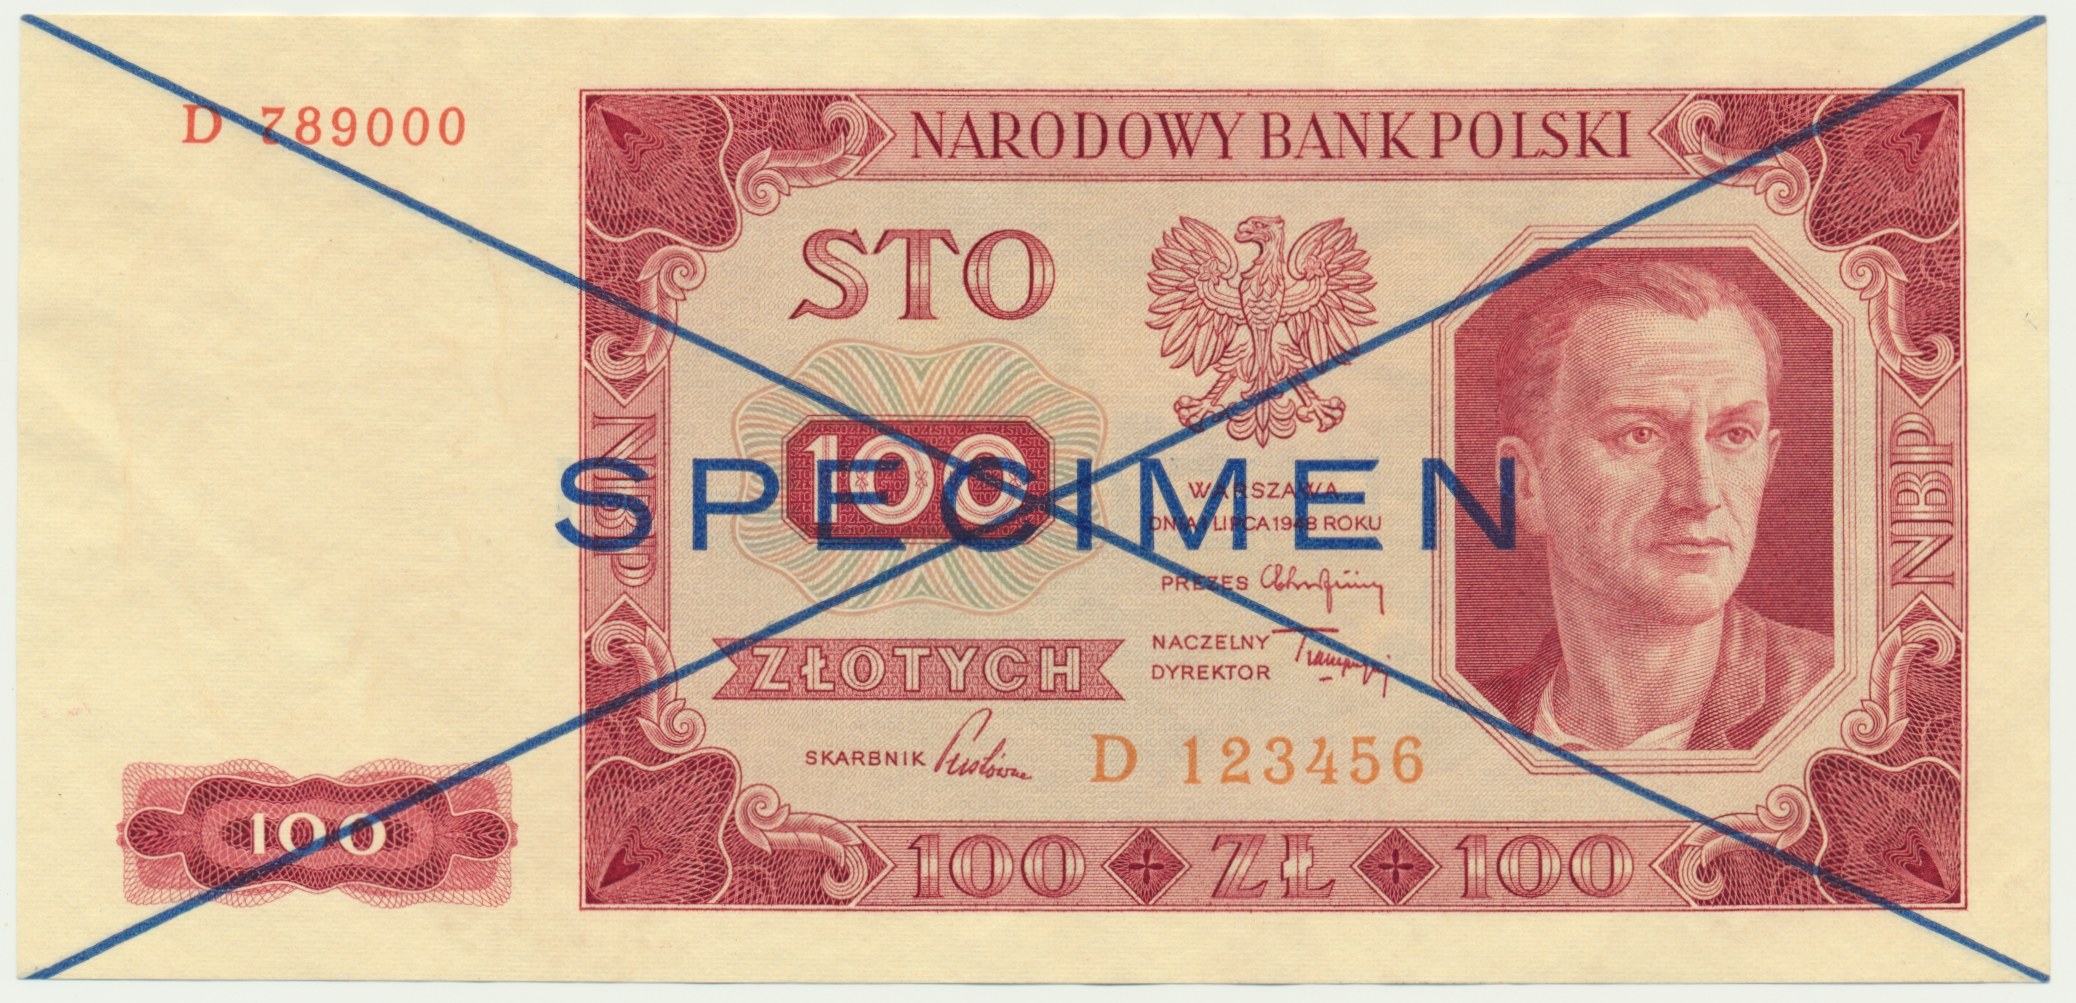 D 789000
NARODOWY BANK POLSKI
STO
100
SPECIMEN
WARSZAWA
DNIA 1 LIPCA 1948 ROKU
PREZES
NACZELNY
DYREKTOR
ZŁOTYCH
SKARBNIK
D 123456
100
100 ZŁ 100
NBP
NBP